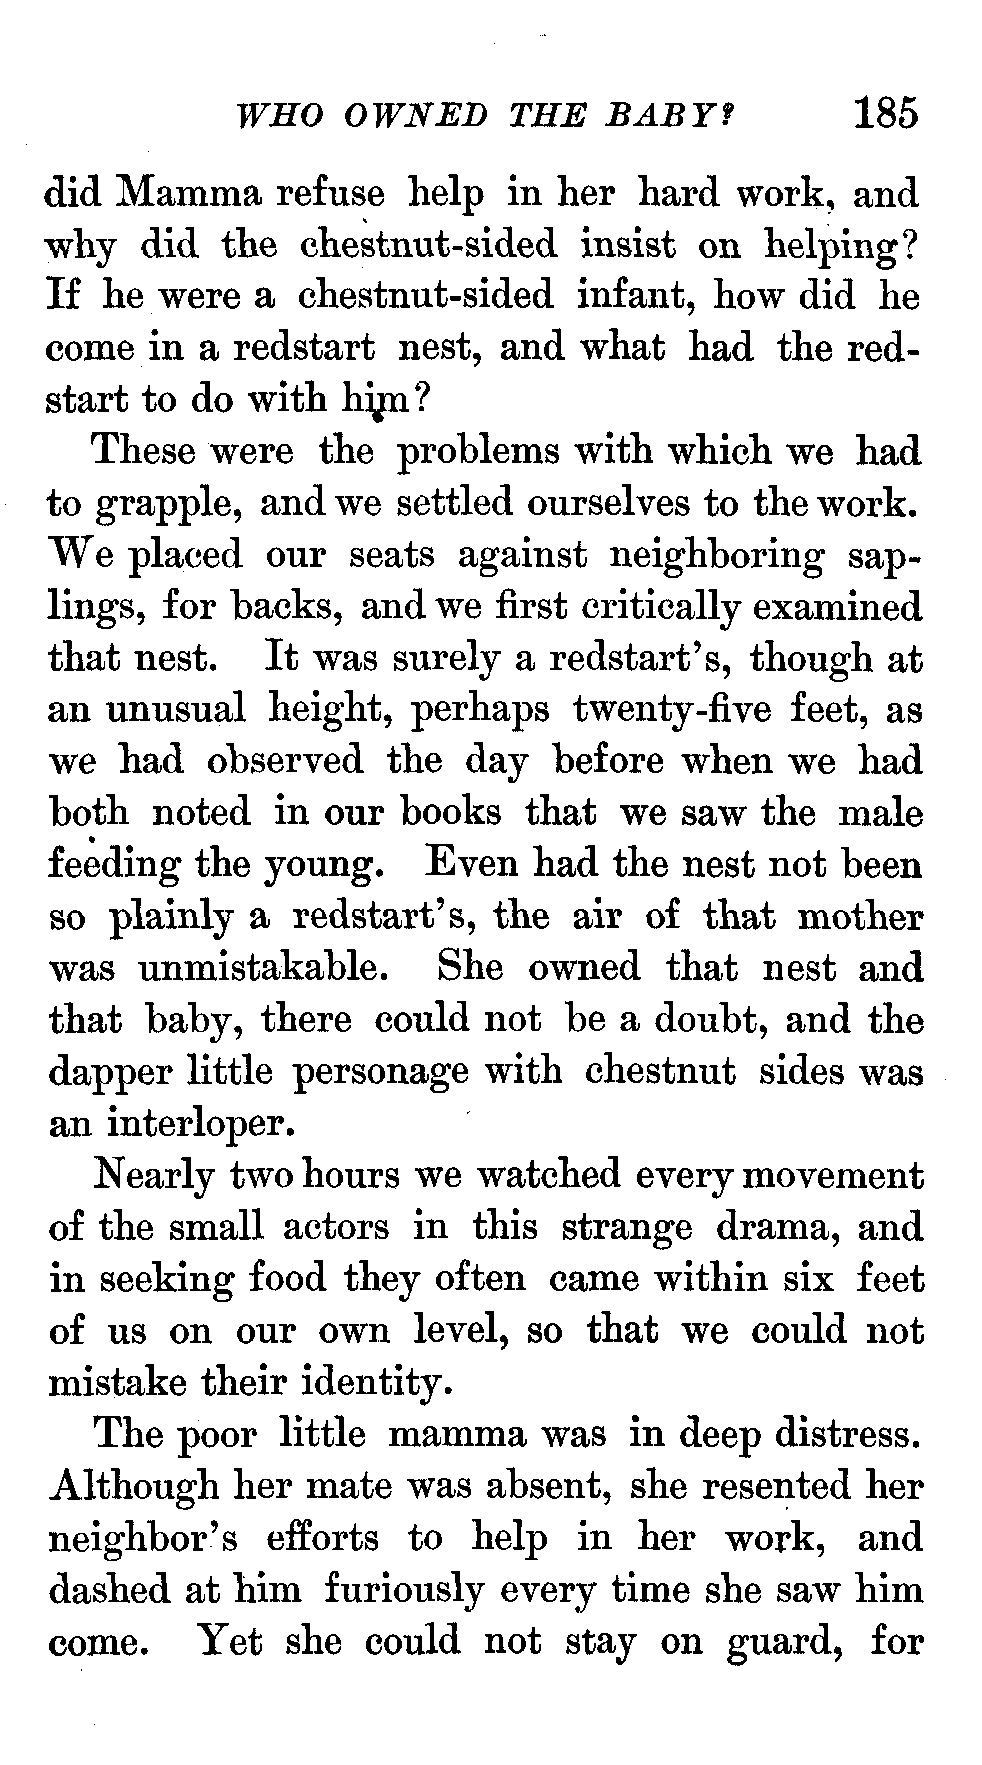 WHO OWNED THE BABY? 185
did Mamma refuse help in her hard work, and
why did the chestnut-sided insist on helping?
If he were a chestnut-sided infant, how did he
come in a redstart nest, and what had the red-
start to do with him?
These were the problems with which we had
to grapple, and we settled ourselves to the work.
We placed our seats against neighboring sap-
lings, for backs, and we first critically examined
that nest. It was surely a redstart's, though at
an unusual height, perhaps twenty-five feet, as
we had observed the day before when we had
both noted in our books that we saw the male
feeding the young. Even had the nest not been
so plainly a redstart's, the air of that mother
was unmistakable. She owned that nest and
that baby, there could not be a doubt, and the
dapper little personage with chestnut sides was
an interloper.
Nearly two hours we watched every movement
of the small actors in this strange drama, and
in seeking food they often came within six feet
of us on our own level, so that we could not
mistake their identity.
The poor little mamma was in deep distress.
Although her mate was absent, she resented her
neighbor's efforts to help in her work, and
dashed at him furiously every time she saw him
come. Yet she could not stay on guard, for